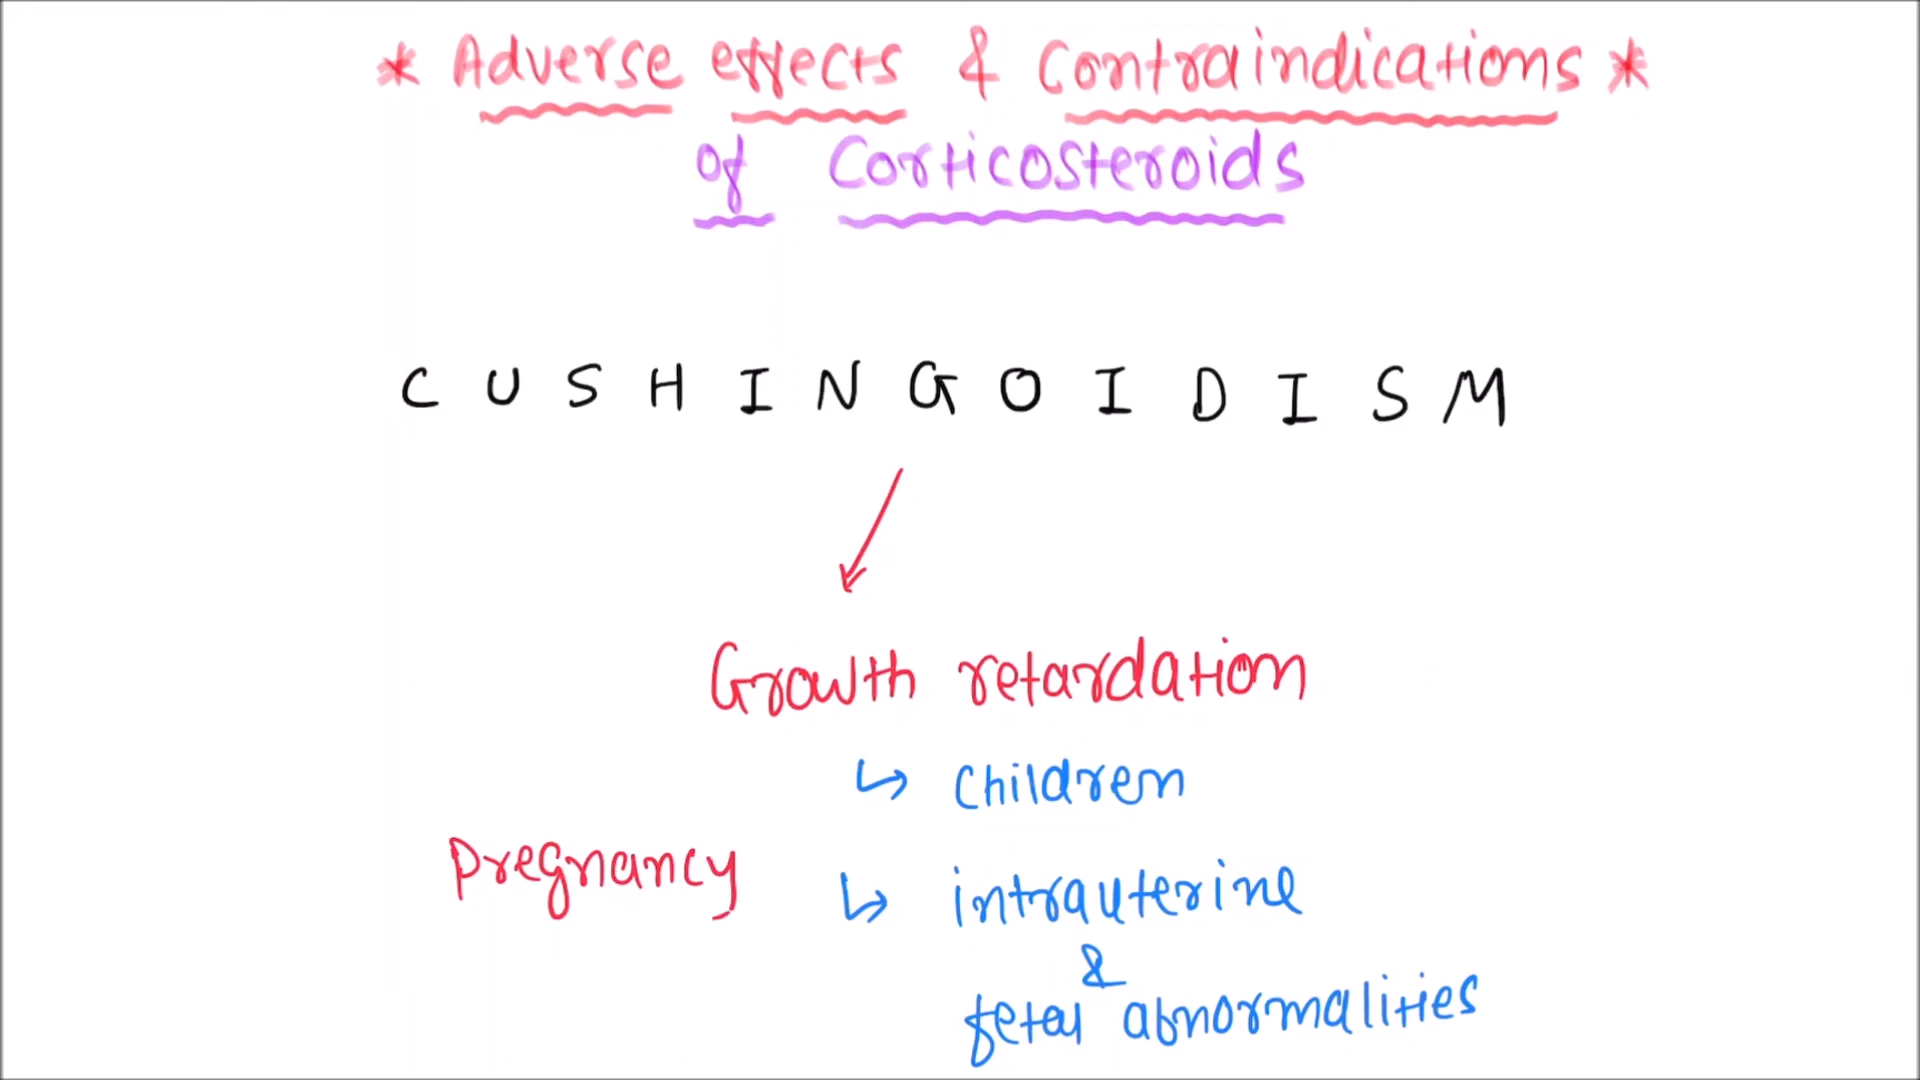 * Adverse effects & Contraindications *
of Corticosteroids
C U S H I N G O I D I S M
Growth retardation
↳ Children
Pregnancy ↳ intrauterine
&
fetal abnormalities